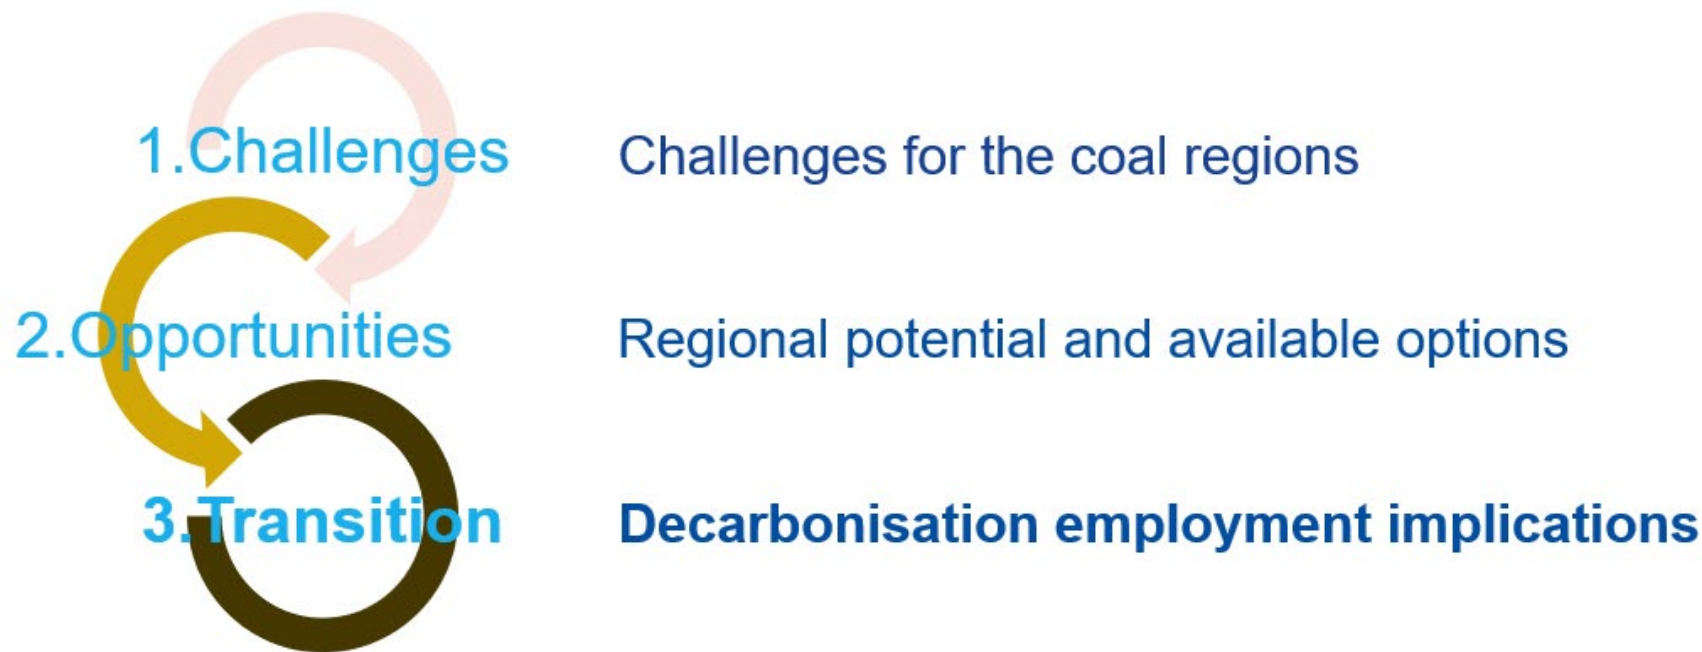 1.Challenges
Challenges for the coal regions
2.Opportunities
Regional potential and available options
3.Transition
Decarbonisation employment implications